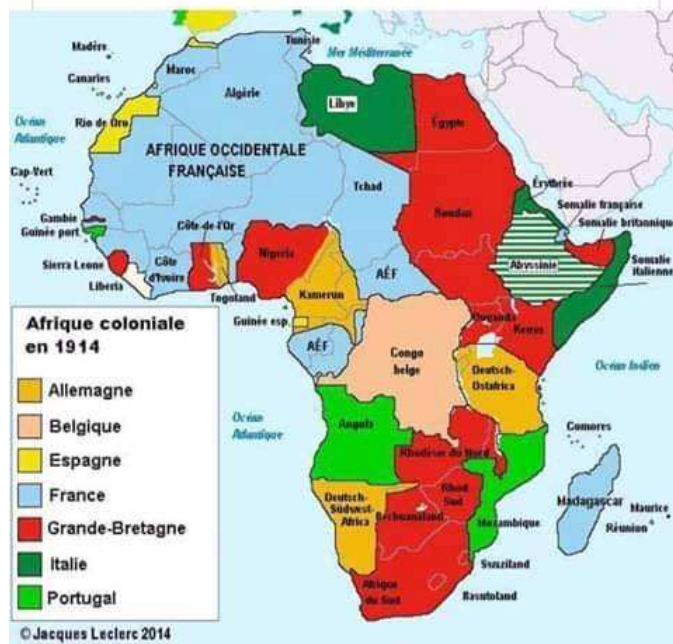 Madère
Tunisie
Mer Méditerranée
Maroc
Canaries
Algérie
Libye
Égypte
Océan
Atlantique
Rio de Oro
AFRIQUE OCCIDENTALE
FRANÇAISE
Cap-Vert
Tchad
Érythrée
Somalie française
Somalie britannique
Gambie
Guinée port.
Côte-de-l'Or
Soudan
Nigeria
Sierra Leone
Côte
d'Ivoire
AÉF
Abyssinie
Somalie
italienne
Liberia
Togoland
Kamerun
Guinée esp.
Ouganda
Kenya
Afrique coloniale
en 1914
AÉF
Congo
belge
Deutsch-
Ostafrica
Océan Indien
Allemagne
Belgique
Espagne
France
Grande-Bretagne
Italie
Portugal
Océan
Atlantique
Angola
Comores
Rhodésie du Nord
Deutsch-
Südwest-
Africa
Rhod
Sud
Bechuanaland
Mozambique
Madagascar
Maurice
Réunion
Swaziland
Afrique
du Sud
Basutoland
© Jacques Leclerc 2014